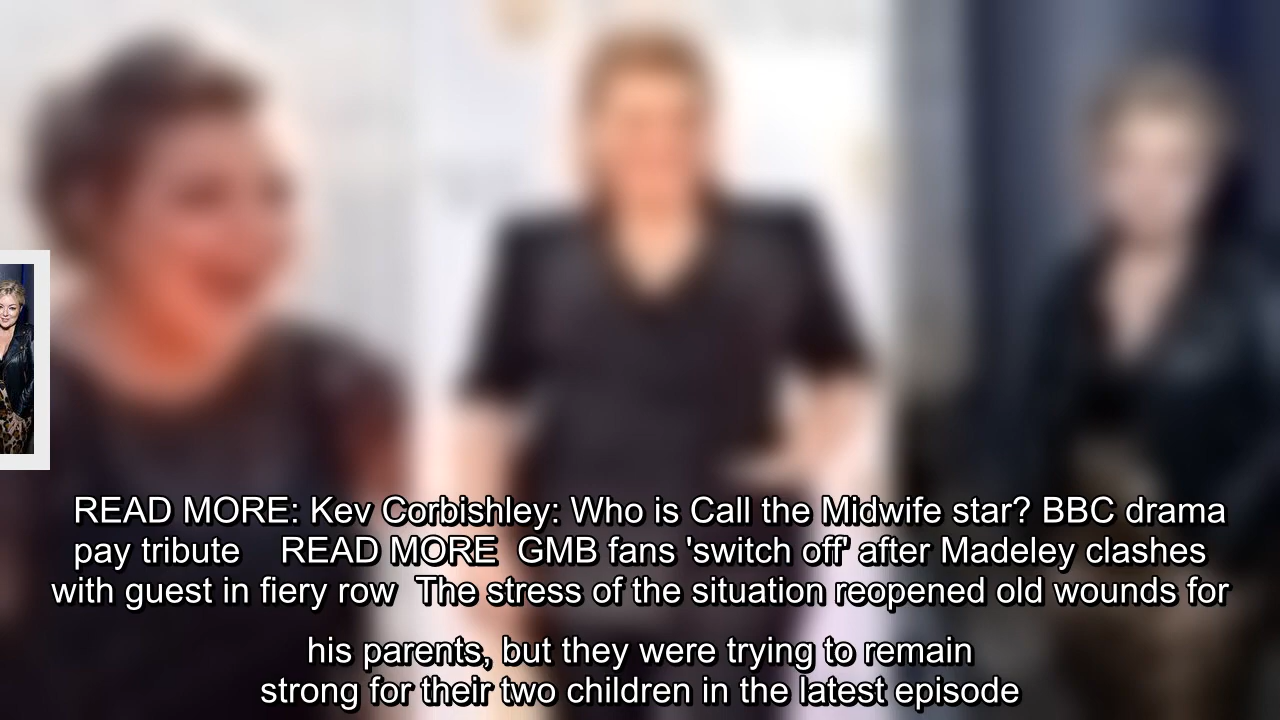 READ MORE: Kev Corbishley: Who is Call the Midwife star? BBC drama
pay tribute    READ MORE  GMB fans 'switch off' after Madeley clashes
with guest in fiery row  The stress of the situation reopened old wounds for
his parents, but they were trying to remain
strong for their two children in the latest episode